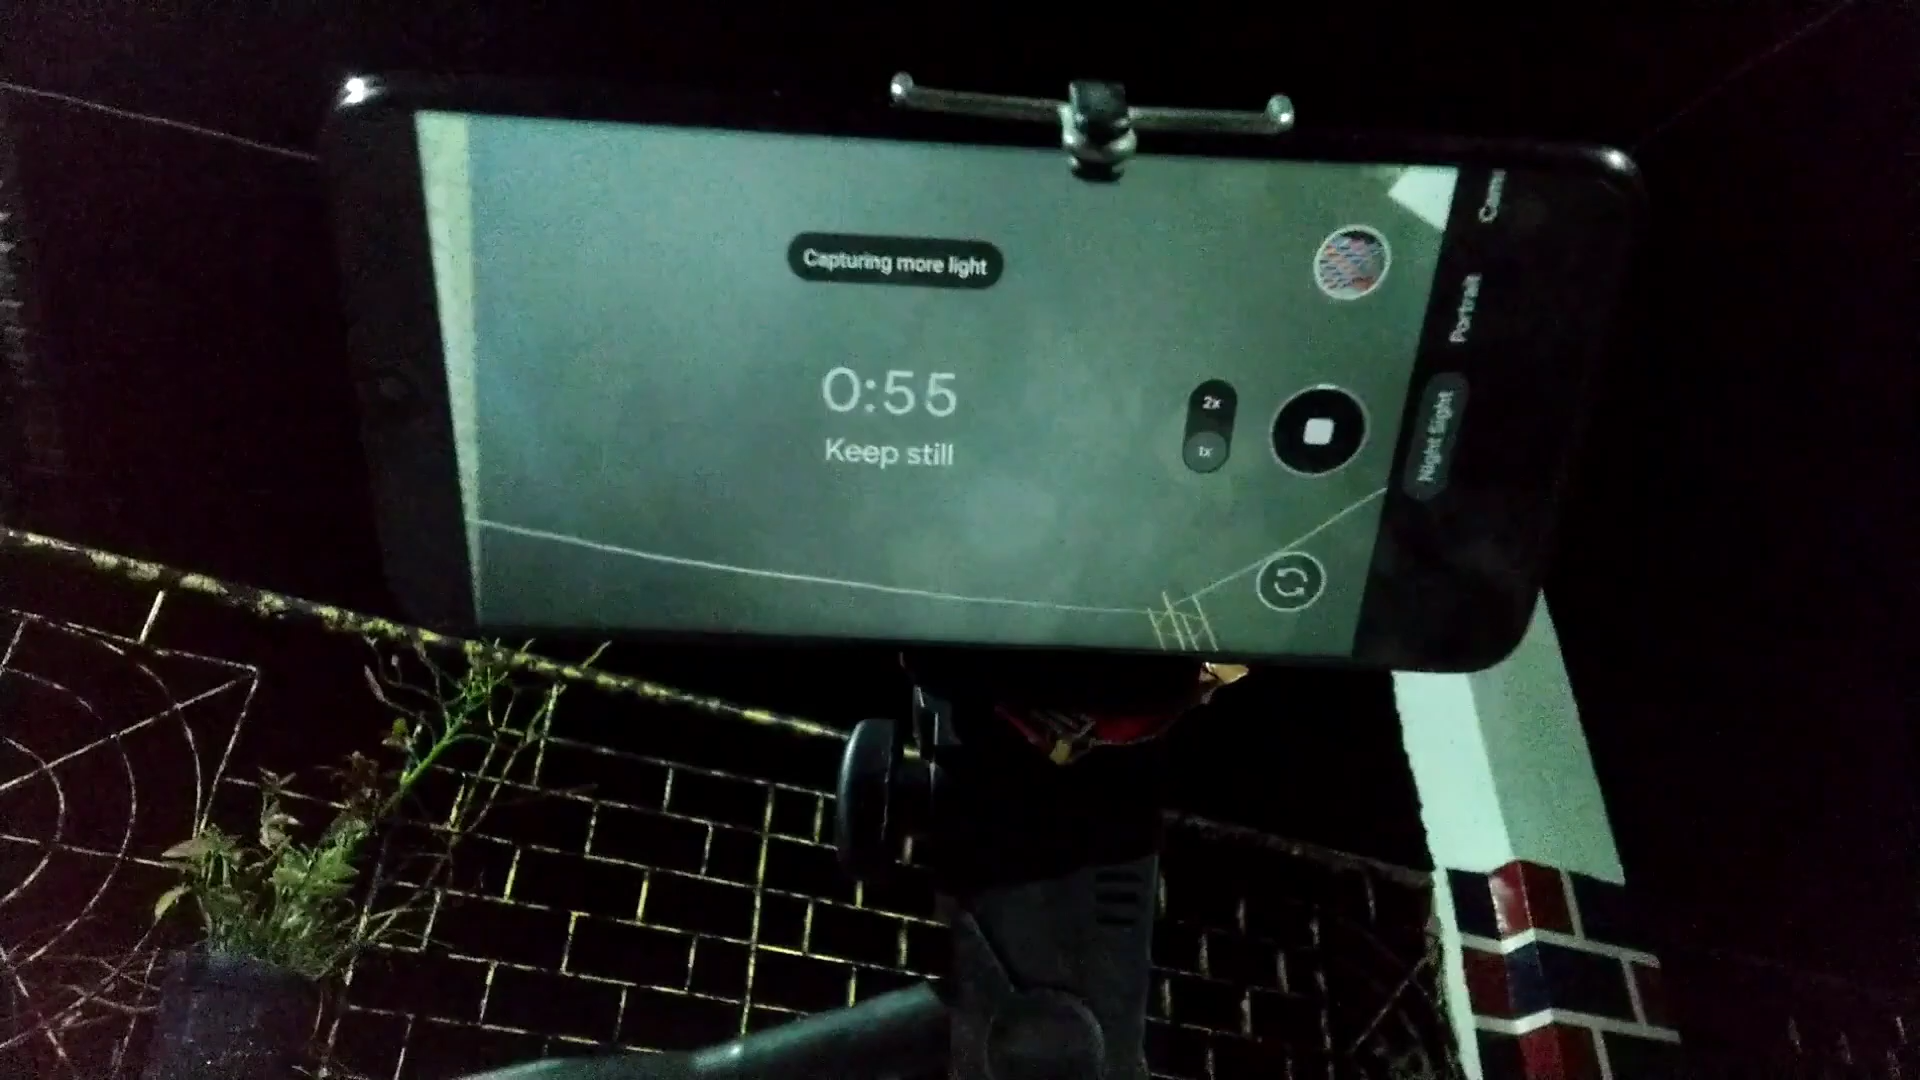 Capturing more light
0:55
Keep still
2x
1x
Portrait
Night Sight